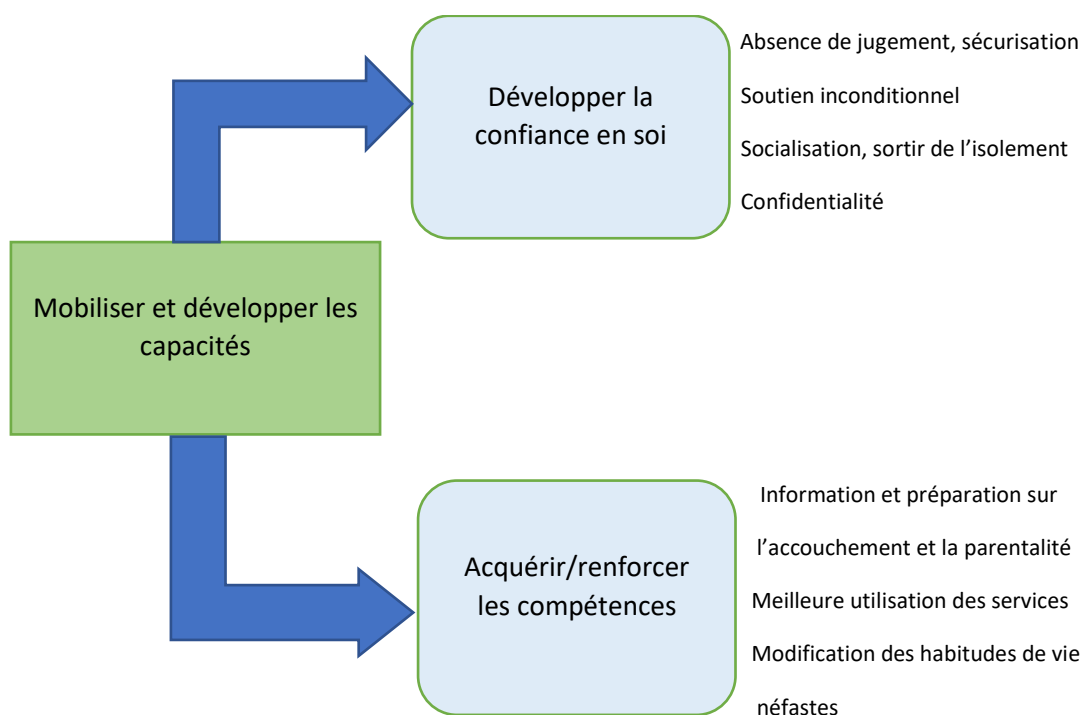 Absence de jugement, sécurisation
Développer la
confiance en soi
Soutien inconditionnel
Socialisation, sortir de l’isolement
Confidentialité
Mobiliser et développer les
capacités
Acquérir/renforcer
les compétences
Information et préparation sur
l’accouchement et la parentalité
Meilleure utilisation des services
Modification des habitudes de vie
néfastes